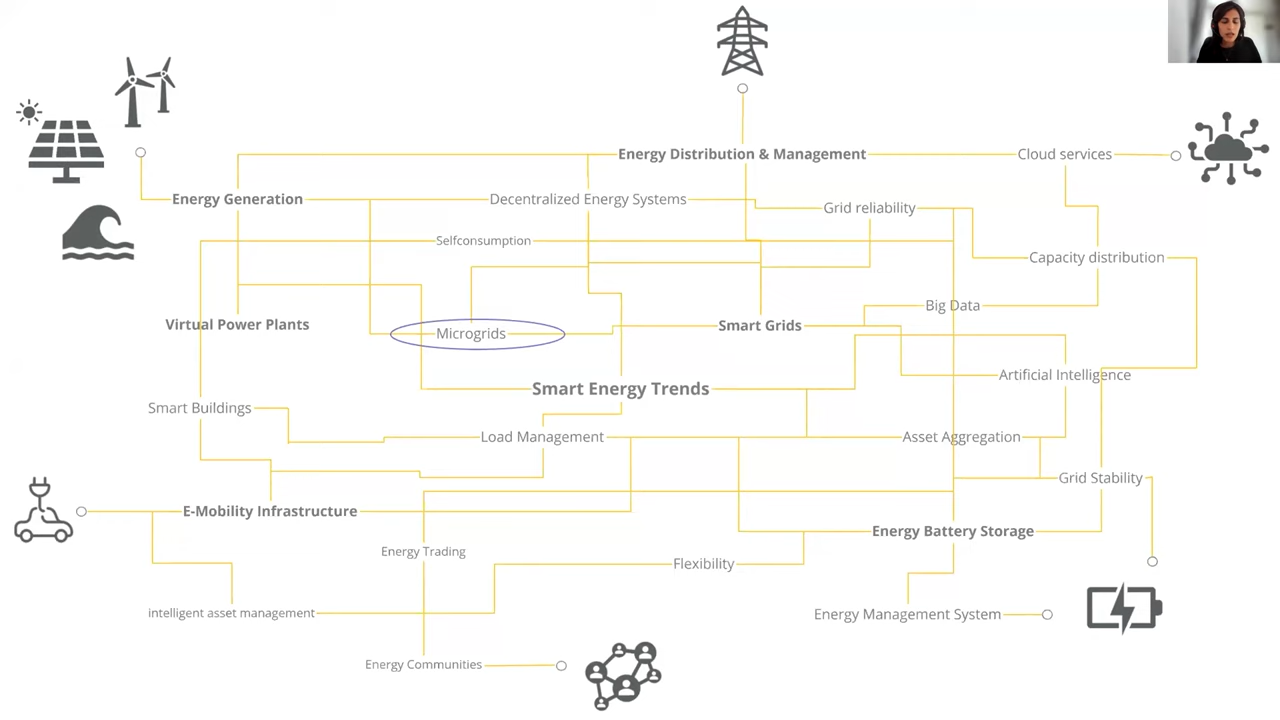 Energy Distribution & Management
Cloud services
Energy Generation
Decentralized Energy Systems
Grid reliability
Selfconsumption
Capacity distribution
Big Data
Virtual Power Plants
Microgrids
Smart Grids
Artificial Intelligence
Smart Energy Trends
Smart Buildings
Load Management
Asset Aggregation
Grid Stability
E-Mobility Infrastructure
Energy Battery Storage
Energy Trading
Flexibility
intelligent asset management
Energy Management System
Energy Communities